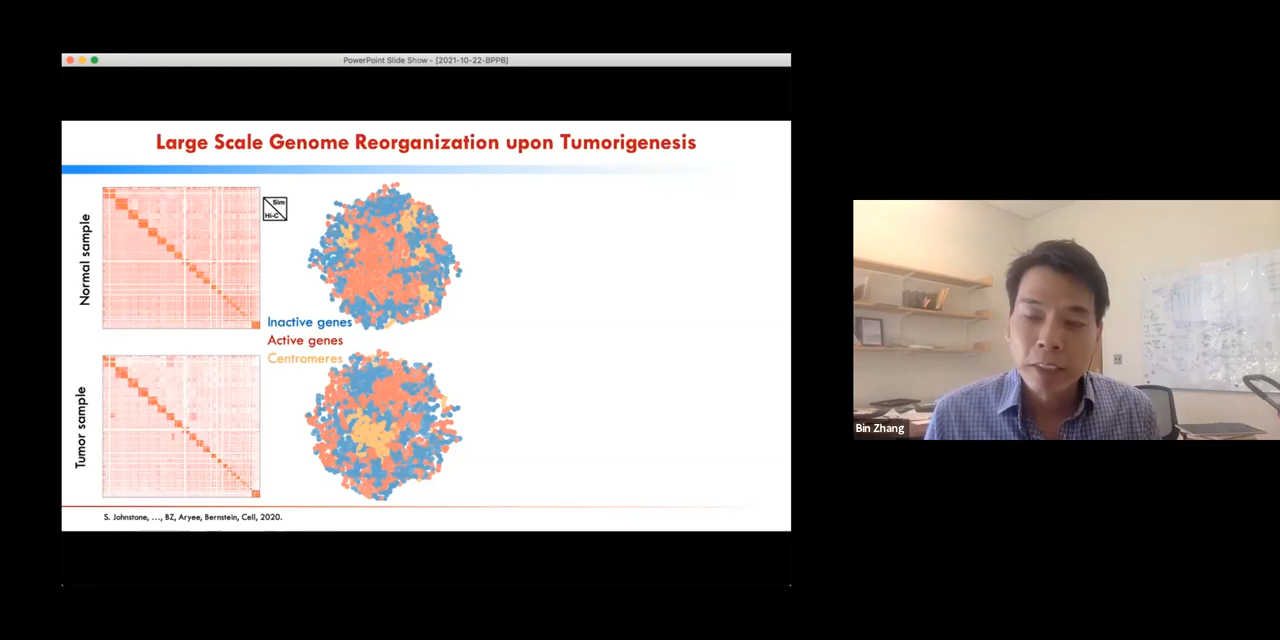 PowerPoint Slide Show - [2021-10-22-BPPB]
Large Scale Genome Reorganization upon Tumorigenesis
Normal sample
Sim
Hi-C
Inactive genes
Active genes
Centromeres
Tumor sample
S. Johnstone, ..., BZ, Aryee, Bernstein, Cell, 2020.
Bin Zhang